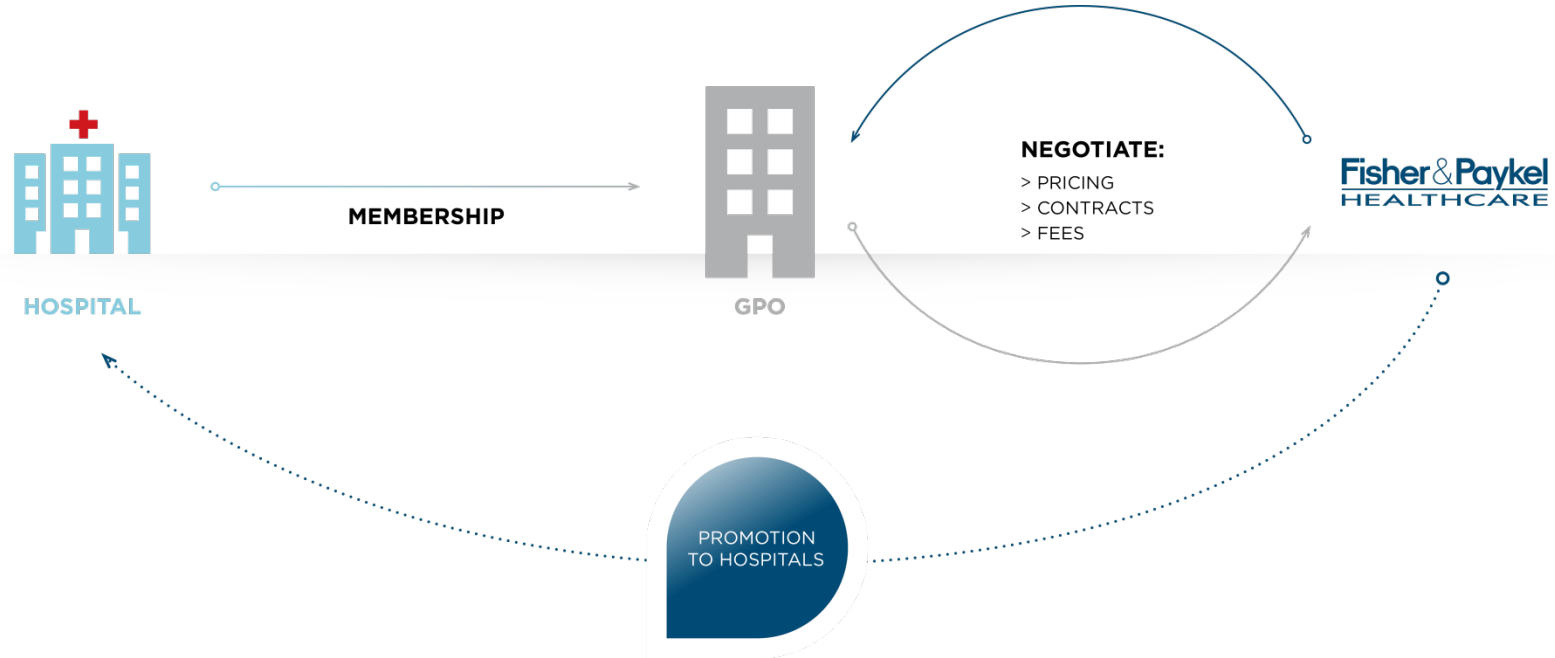 NEGOTIATE:
> PRICING
> CONTRACTS
> FEES
Fisher&Paykel
HEALTHCARE
MEMBERSHIP
HOSPITAL
GPO
PROMOTION
TO HOSPITALS